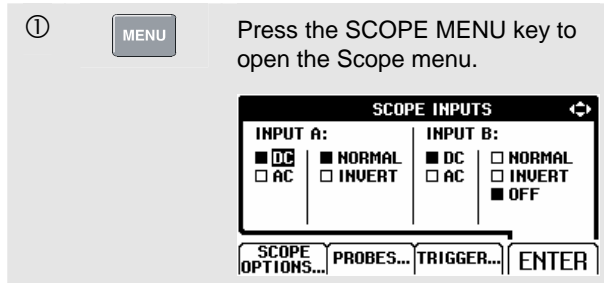 ①
MENU
Press the SCOPE MENU key to
open the Scope menu.
SCOPE INPUTS
INPUT A: INPUT B:
■ DC ■ NORMAL ■ DC □ NORMAL
□ AC □ INVERT □ AC □ INVERT
■ OFF
SCOPE
OPTIONS... PROBES... TRIGGER... ENTER